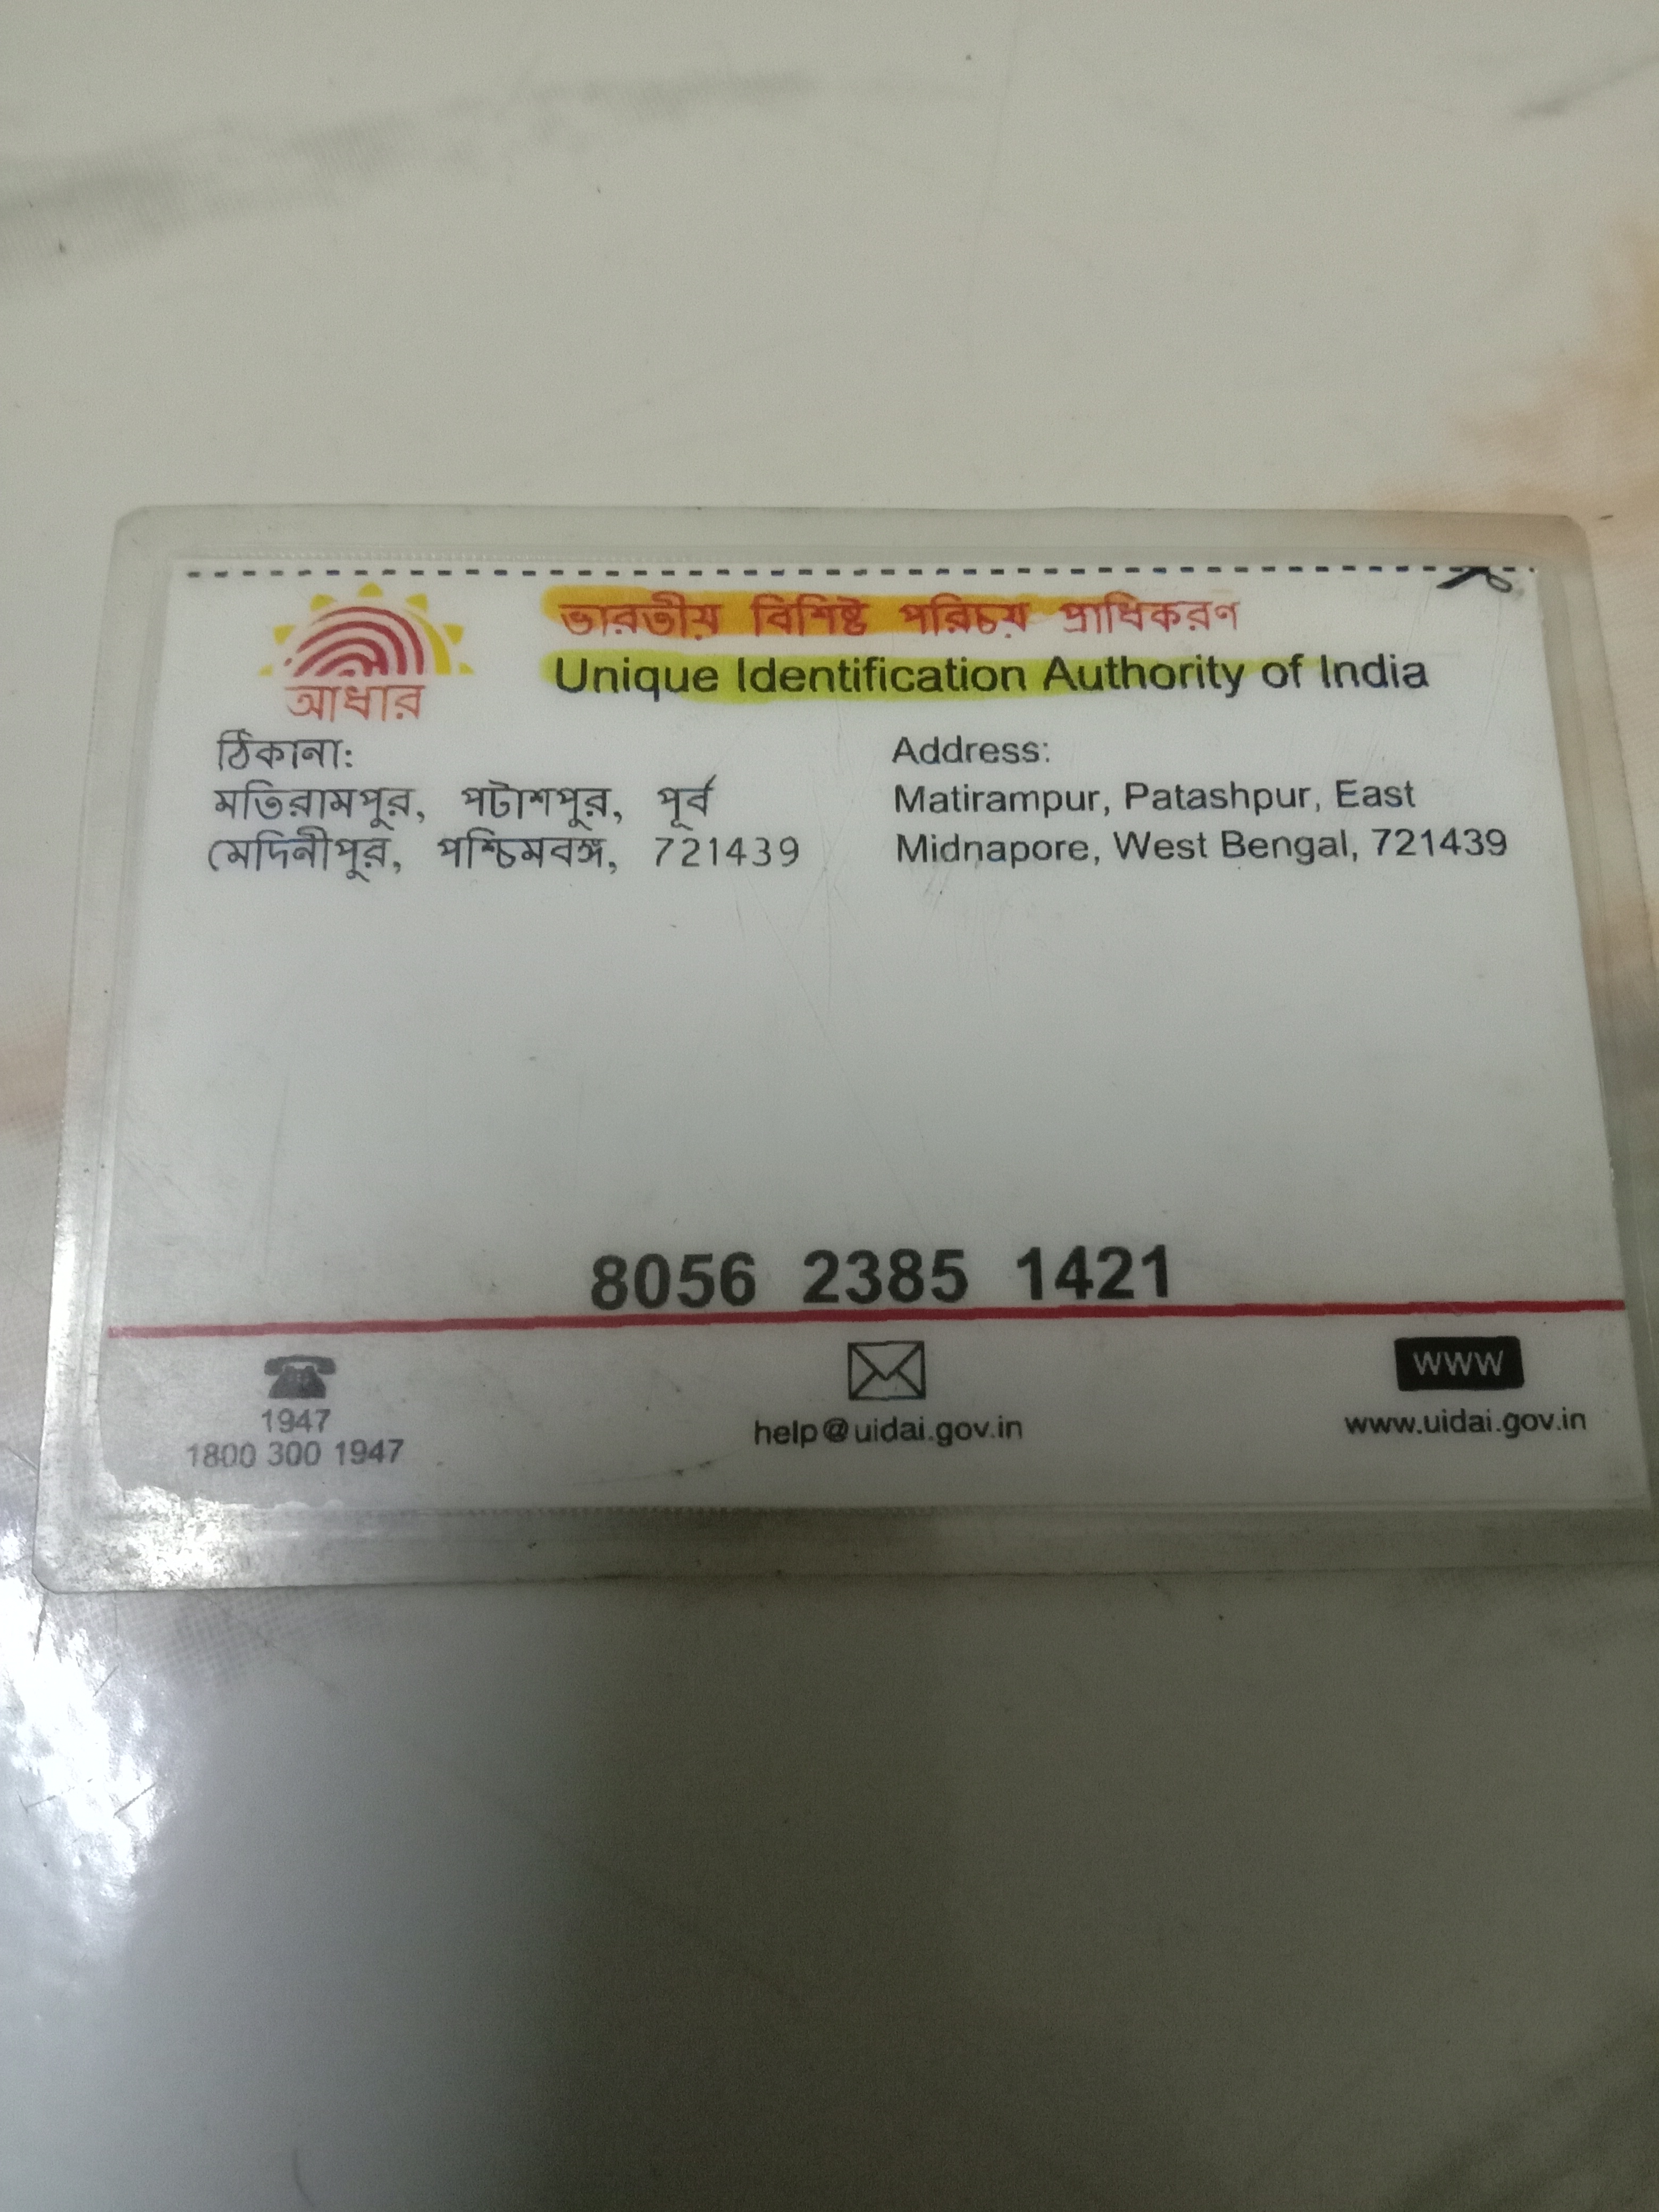 ভারতীয় বিশিষ্ট পরিচয় প্রাধিকরণ
Unique Identification Authority of India
আধার
ঠিকানা:
মতিরামপুর, পটাশপুর, পূর্ব
মেদিনীপুর, পশ্চিমবঙ্গ, 721439
Address:
Matirampur, Patashpur, East
Midnapore, West Bengal, 721439
8056 2385 1421
1947
1800 300 1947
help@uidai.gov.in
WWW
www.uidai.gov.in